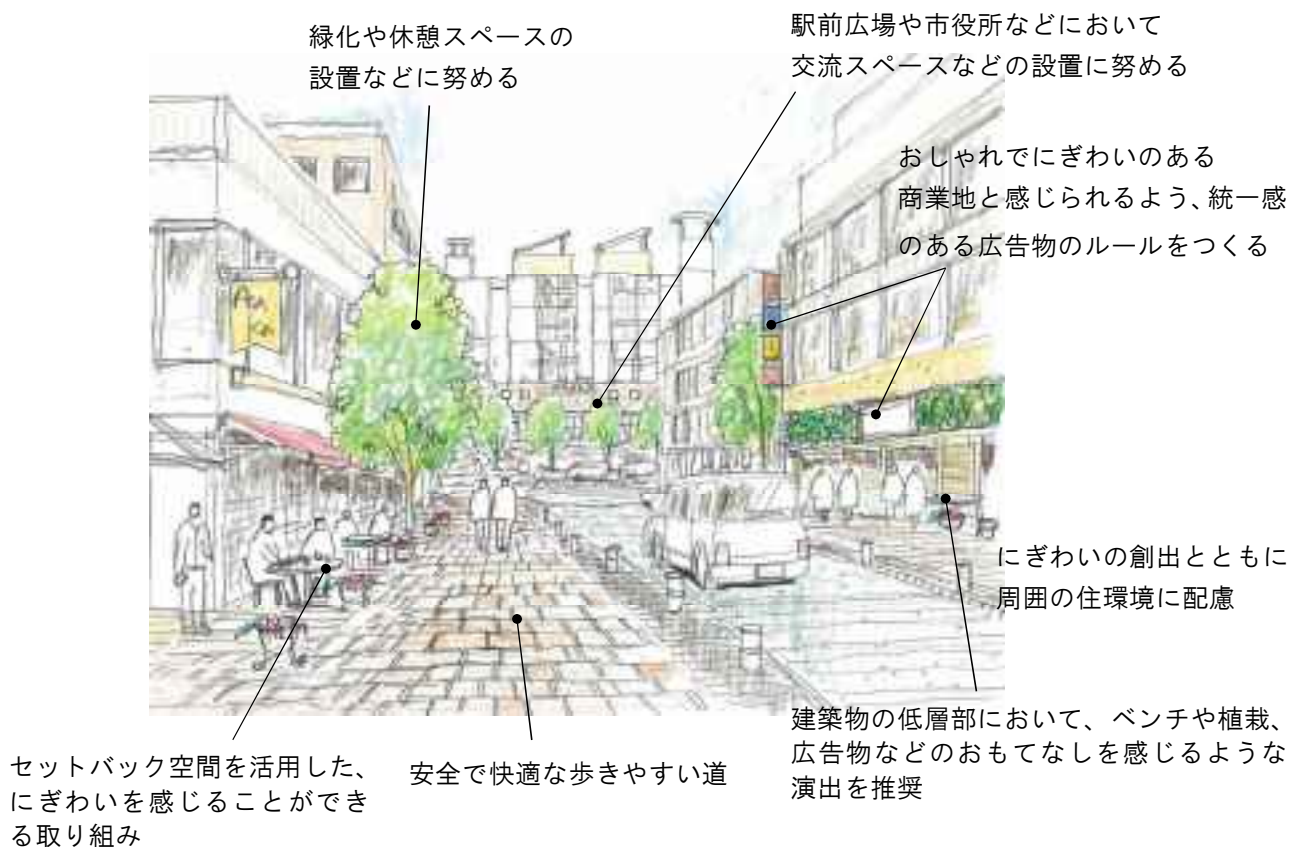 緑化や休憩スペースの
設置などに努める
駅前広場や市役所などにおいて
交流スペースなどの設置に努める
おしゃれでにぎわいのある
商業地と感じられるよう、統一感
のある広告物のルールをつくる
にぎわいの創出とともに
周囲の住環境に配慮
建築物の低層部において、ベンチや植栽、
広告物などのおもてなしを感じるような
演出を推奨
安全で快適な歩きやすい道
セットバック空間を活用した、
にぎわいを感じることができ
る取り組み